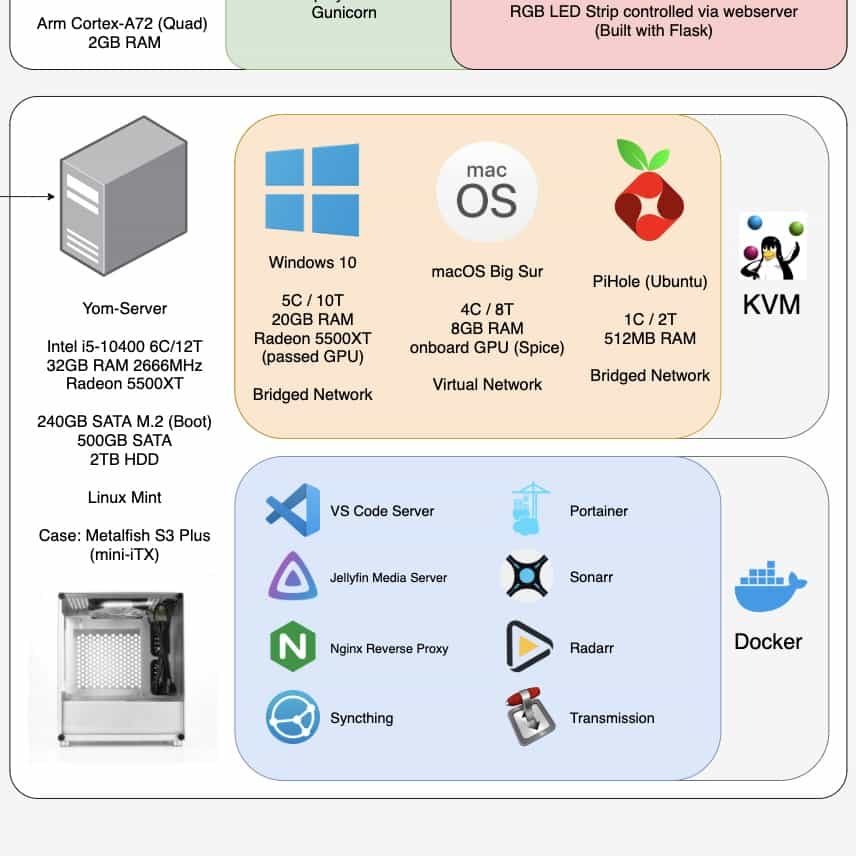 Arm Cortex-A72 (Quad)
2GB RAM
Gunicorn
RGB LED Strip controlled via webserver
(Built with Flask)
Yom-Server
Intel i5-10400 6C/12T
32GB RAM 2666MHz
Radeon 5500XT
240GB SATA M.2 (Boot)
500GB SATA
2TB HDD
Linux Mint
Case: Metalfish S3 Plus
(mini-iTX)
Windows 10
5C / 10T
20GB RAM
Radeon 5500XT
(passed GPU)
Bridged Network
mac
OS
macOS Big Sur
4C / 8T
8GB RAM
onboard GPU (Spice)
Virtual Network
PiHole (Ubuntu)
1C / 2T
512MB RAM
Bridged Network
KVM
VS Code Server
Jellyfin Media Server
N
Nginx Reverse Proxy
Syncthing
Portainer
Sonarr
Radarr
Transmission
Docker